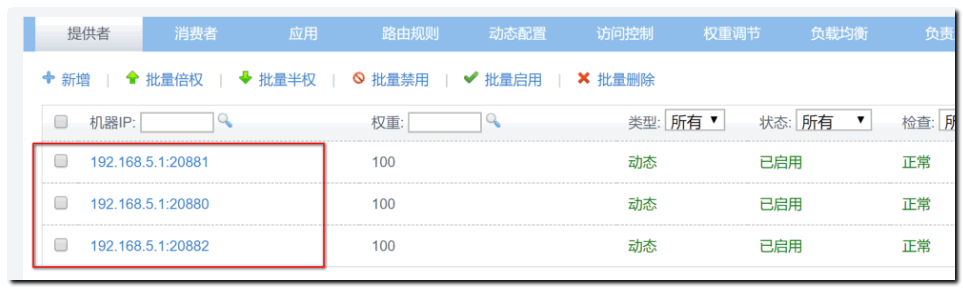 提供者 消费者 应用 路由规则 动态配置 访问控制 权重调节 负载均衡 负责
新增 | 批量倍权 | 批量半权 | 批量禁用 | 批量启用 | 批量删除
机器IP: 权重: 类型: 所有 状态: 所有 检查:
192.168.5.1:20881 100 动态 已启用 正常
192.168.5.1:20880 100 动态 已启用 正常
192.168.5.1:20882 100 动态 已启用 正常